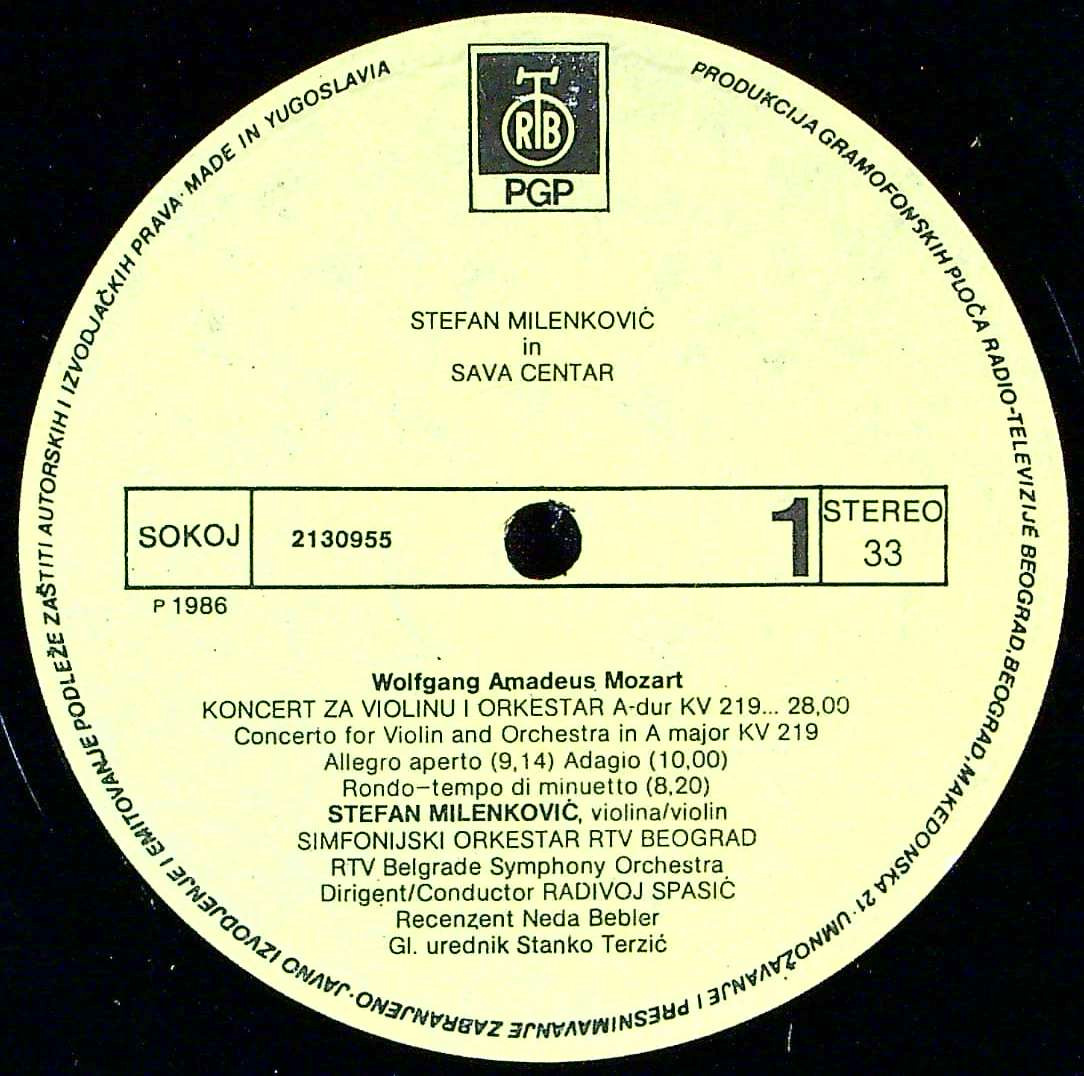 PRODUKCIJA GRAMOFONSKIH PLOČA RADIO-TELEVIZIJE BEOGRAD, BEOGRAD, MAKEDONSKA 21· UMNOŽAVANJE I PRESNIMAVANJE ZABRANJENO· JAVNO IZVODJENJE I EMITOVANJE PODLEŽE ZAŠTITI AUTORSKIH I IZVODJAČKIH PRAVA· MADE IN YUGOSLAVIA
RTB
PGP
STEFAN MILENKOVIĆ
in
SAVA CENTAR
SOKOJ 2130955 1 STEREO
33
P 1986
Wolfgang Amadeus Mozart
KONCERT ZA VIOLINU I ORKESTAR A-dur KV 219... 28,00
Concerto for Violin and Orchestra in A major KV 219
Allegro aperto (9,14) Adagio (10,00)
Rondo-tempo di minuetto (8,20)
STEFAN MILENKOVIĆ, violina/violin
SIMFONIJSKI ORKESTAR RTV BEOGRAD
RTV Belgrade Symphony Orchestra
Dirigent/Conductor RADIVOJ SPASIĆ
Recenzent Neda Bebler
Gl. urednik Stanko Terzić